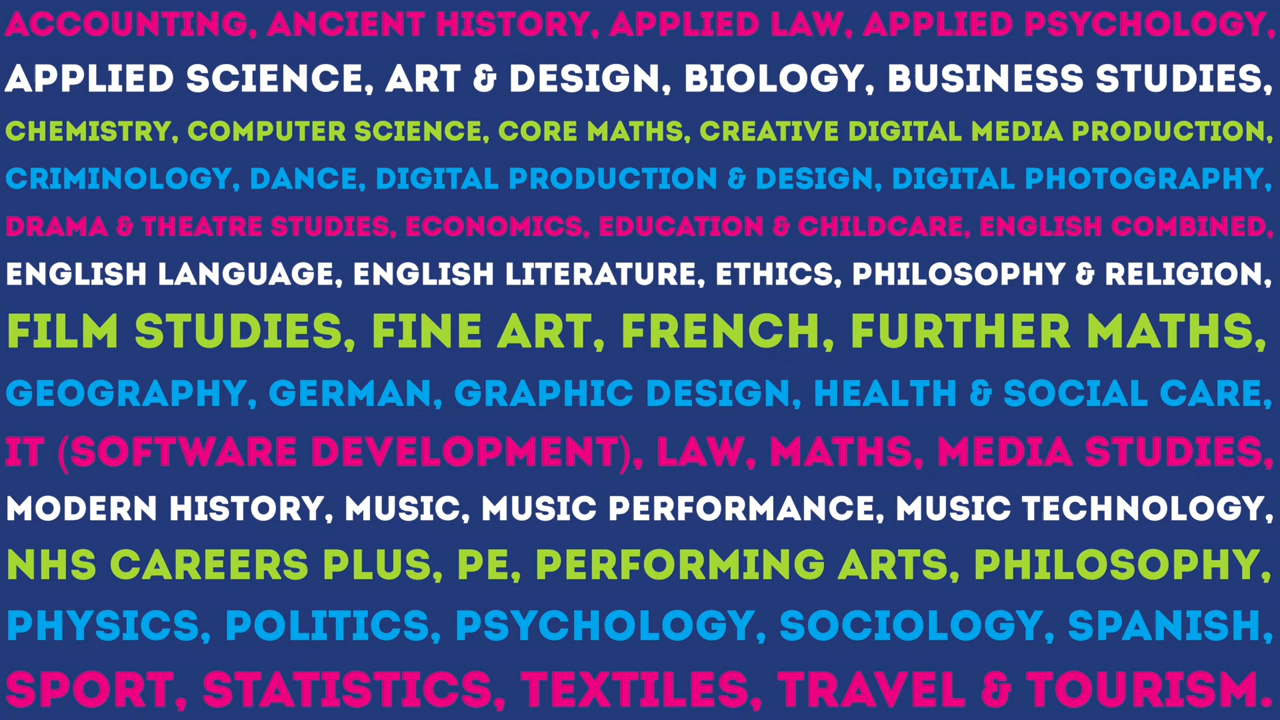 ACCOUNTING, ANCIENT HISTORY, APPLIED LAW, APPLIED PSYCHOLOGY,
APPLIED SCIENCE, ART & DESIGN, BIOLOGY, BUSINESS STUDIES,
CHEMISTRY, COMPUTER SCIENCE, CORE MATHS, CREATIVE DIGITAL MEDIA PRODUCTION,
CRIMINOLOGY, DANCE, DIGITAL PRODUCTION & DESIGN, DIGITAL PHOTOGRAPHY,
DRAMA & THEATRE STUDIES, ECONOMICS, EDUCATION & CHILDCARE, ENGLISH COMBINED,
ENGLISH LANGUAGE, ENGLISH LITERATURE, ETHICS, PHILOSOPHY & RELIGION,
FILM STUDIES, FINE ART, FRENCH, FURTHER MATHS,
GEOGRAPHY, GERMAN, GRAPHIC DESIGN, HEALTH & SOCIAL CARE,
IT (SOFTWARE DEVELOPMENT), LAW, MATHS, MEDIA STUDIES,
MODERN HISTORY, MUSIC, MUSIC PERFORMANCE, MUSIC TECHNOLOGY,
NHS CAREERS PLUS, PE, PERFORMING ARTS, PHILOSOPHY,
PHYSICS, POLITICS, PSYCHOLOGY, SOCIOLOGY, SPANISH,
SPORT, STATISTICS, TEXTILES, TRAVEL & TOURISM.